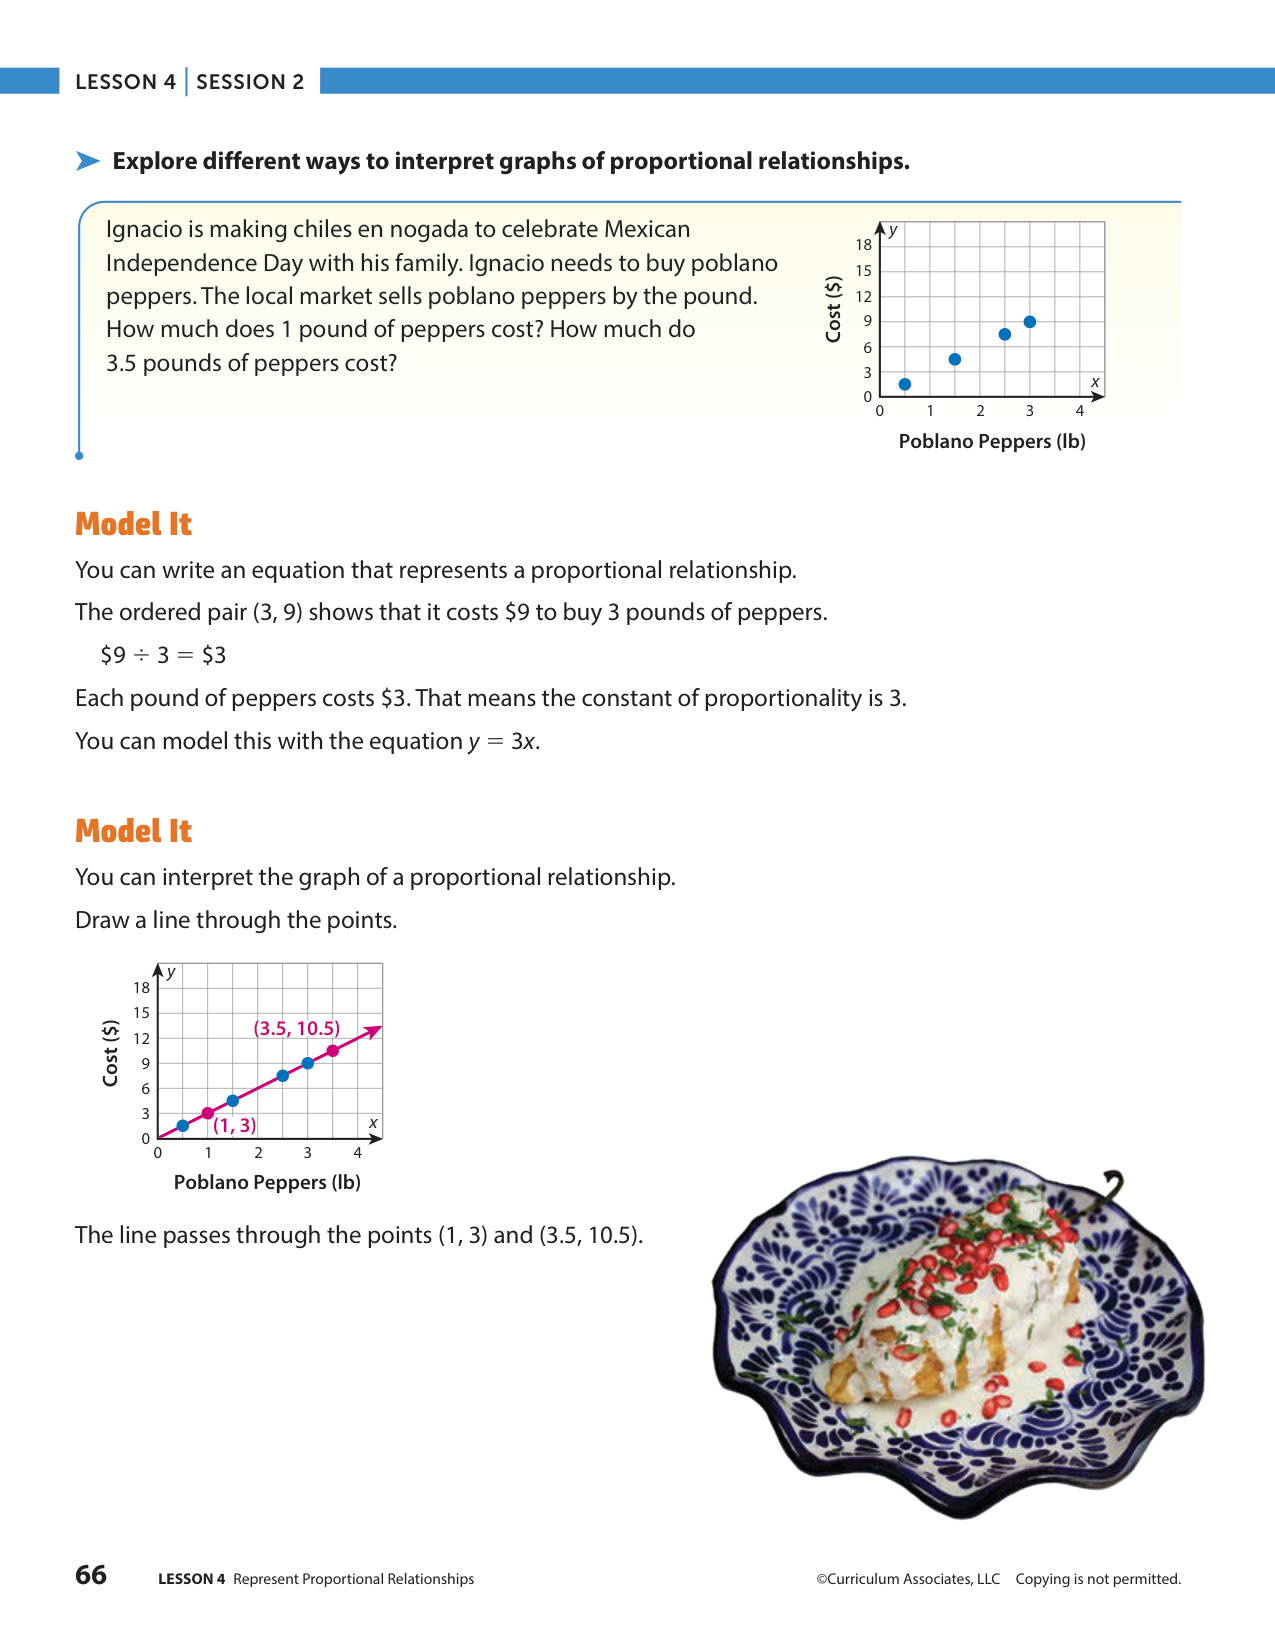 LESSON 4 | SESSION 2
➤ Explore different ways to interpret graphs of proportional relationships.
Ignacio is making chiles en nogada to celebrate Mexican
Independence Day with his family. Ignacio needs to buy poblano
peppers. The local market sells poblano peppers by the pound.
How much does 1 pound of peppers cost? How much do
3.5 pounds of peppers cost?
y
18
15
12
9
6
3
0
Cost ($)
x
0 1 2 3 4
Poblano Peppers (lb)
Model It
You can write an equation that represents a proportional relationship.
The ordered pair (3, 9) shows that it costs $9 to buy 3 pounds of peppers.
$9 ÷ 3 = $3
Each pound of peppers costs $3. That means the constant of proportionality is 3.
You can model this with the equation y = 3x.
Model It
You can interpret the graph of a proportional relationship.
Draw a line through the points.
y
18
15
12
9
6
3
0
Cost ($)
(3.5, 10.5)
(1, 3)
x
0 1 2 3 4
Poblano Peppers (lb)
The line passes through the points (1, 3) and (3.5, 10.5).
66 LESSON 4 Represent Proportional Relationships
©Curriculum Associates, LLC Copying is not permitted.